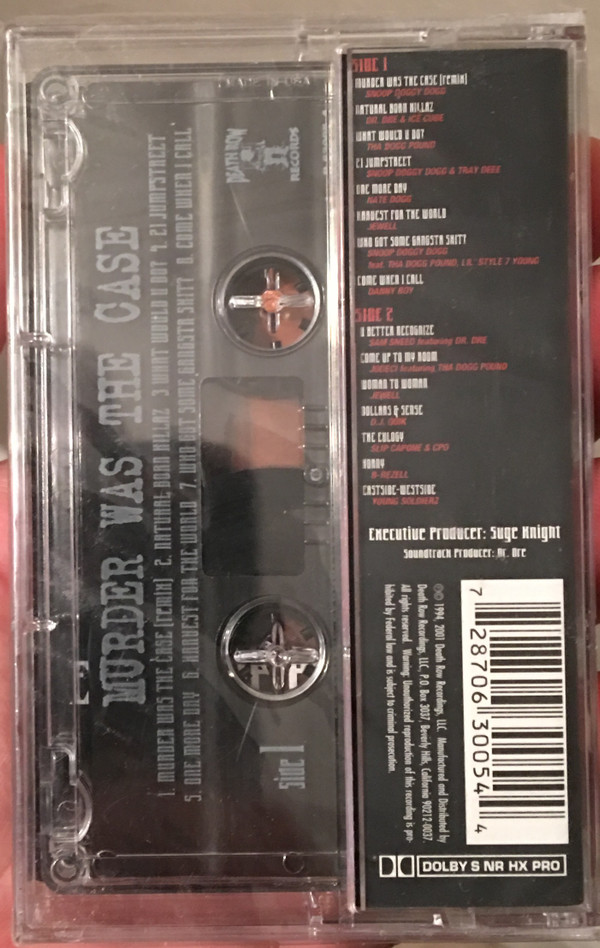 MURDER WAS THE CASE
1. MURDER WAS THE CASE (remix) 2. NATURAL BORN KILLAZ 3. WHAT WOULD U DO? 4. 21 JUMPSTREET
5. ONE MORE DAY 6. HARVEST FOR THE WORLD 7. WHO GOT SOME GANGSTA SHIT? 8. COME WHEN I CALL
side 1
DEATH ROW
RECORDS
SIDE 1
MURDER WAS THE CASE (remix)
SNOOP DOGGY DOGG
NATURAL BORN KILLAZ
DR. DRE & ICE CUBE
WHAT WOULD U DO?
THA DOGG POUND
21 JUMPSTREET
SNOOP DOGGY DOGG & TRAY DEEE
ONE MORE DAY
NATE DOGG
HARVEST FOR THE WORLD
JEWELL
WHO GOT SOME GANGSTA SHIT?
SNOOP DOGGY DOGG
feat. THA DOGG POUND, LIL' STYLE 7 YOUNG
COME WHEN I CALL
DANNY BOY
SIDE 2
U BETTER RECOGNIZE
SAM SNEED featuring DR. DRE
COME UP TO MY ROOM
JODECI featuring THA DOGG POUND
WOMAN TO WOMAN
JEWELL
DOLLARS & SENSE
D.J. QUIK
THE EULOGY
SLIP CAPONE & CPO
HORNY
B-REZELL
EASTSIDE-WESTSIDE
YOUNG SOLDIERZ
Executive Producer: Suge Knight
Soundtrack Producer: Dr. Dre
℗© 1994, 2001 Death Row Recordings, LLC Manufactured and Distributed by
Death Row Recordings, LLC, P.O. Box 3037, Beverly Hills, California 90212-0037.
All rights reserved. Warning: Unauthorized reproduction of this recording is pro-
hibited by Federal law and is subject to criminal prosecution.
7 28706 30054 4
DOLBY S NR HX PRO